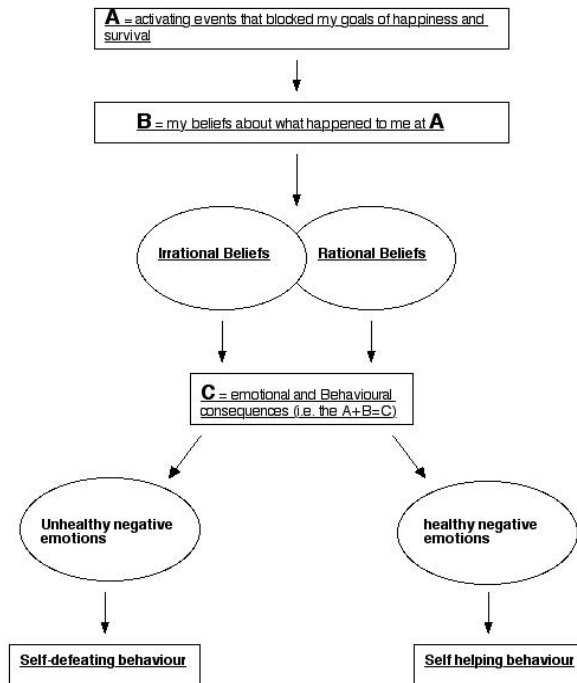 A = activating events that blocked my goals of happiness and
survival
B = my beliefs about what happened to me at A
Irrational Beliefs
Rational Beliefs
C = emotional and Behavioural
consequences (i.e. the A+B=C)
Unhealthy negative
emotions
healthy negative
emotions
Self-defeating behaviour
Self helping behaviour